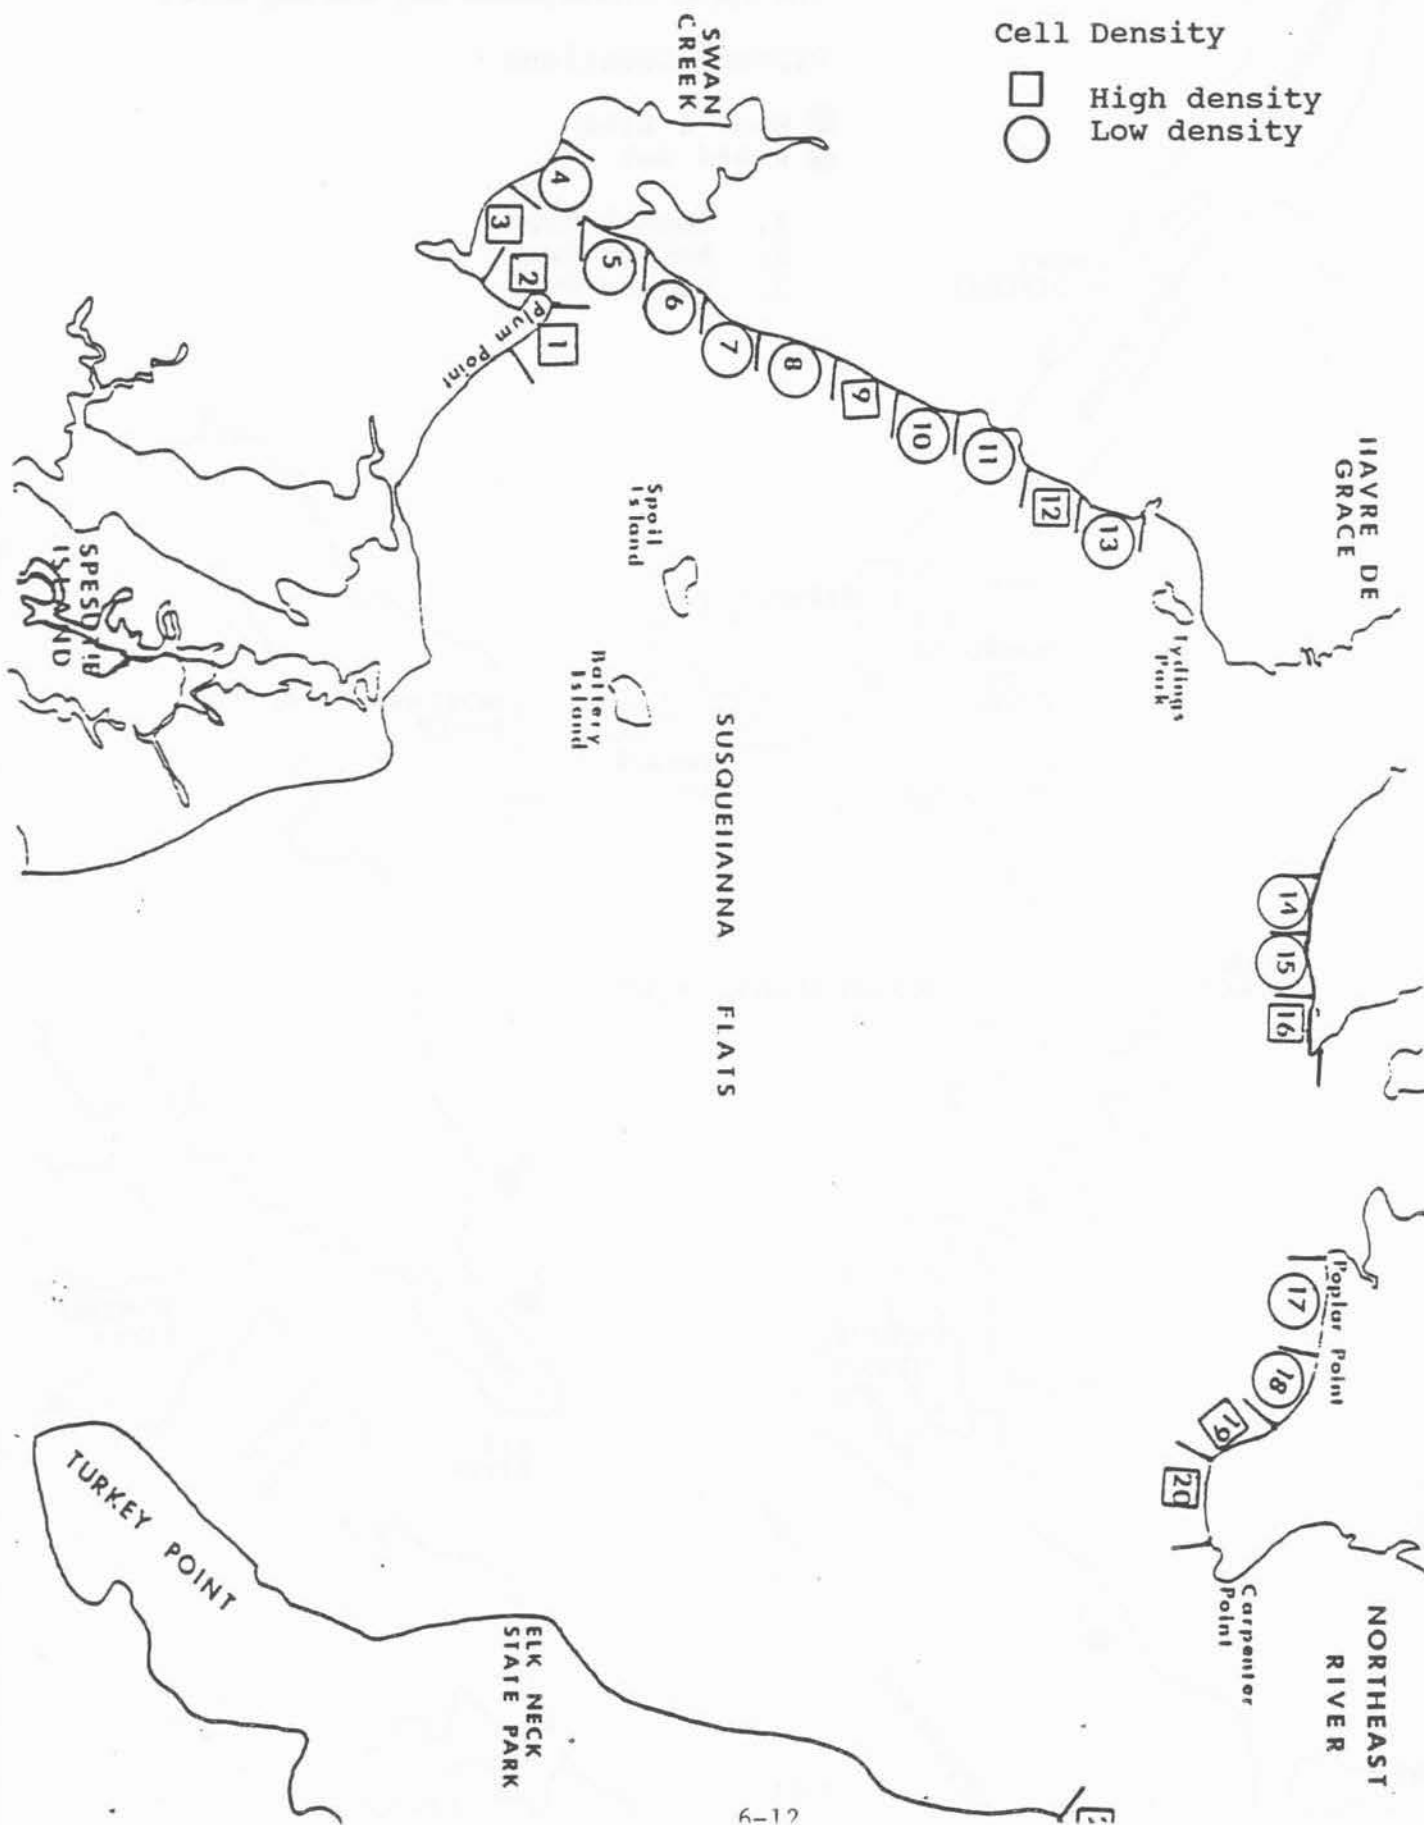 Cell Density
High density
Low density
SWAN
CREEK
4
3
2
1
Plum Point
5
6
7
8
9
10
11
12
13
HAVRE DE
GRACE
Tydings
Park
Spoil
Island
Battery
Island
SPESUTIE
ISLAND
SUSQUEHANNA FLATS
14
15
16
Poplar Point
17
18
19
20
Carpenter
Point
NORTHEAST
RIVER
TURKEY POINT
ELK NECK
STATE PARK
6-12